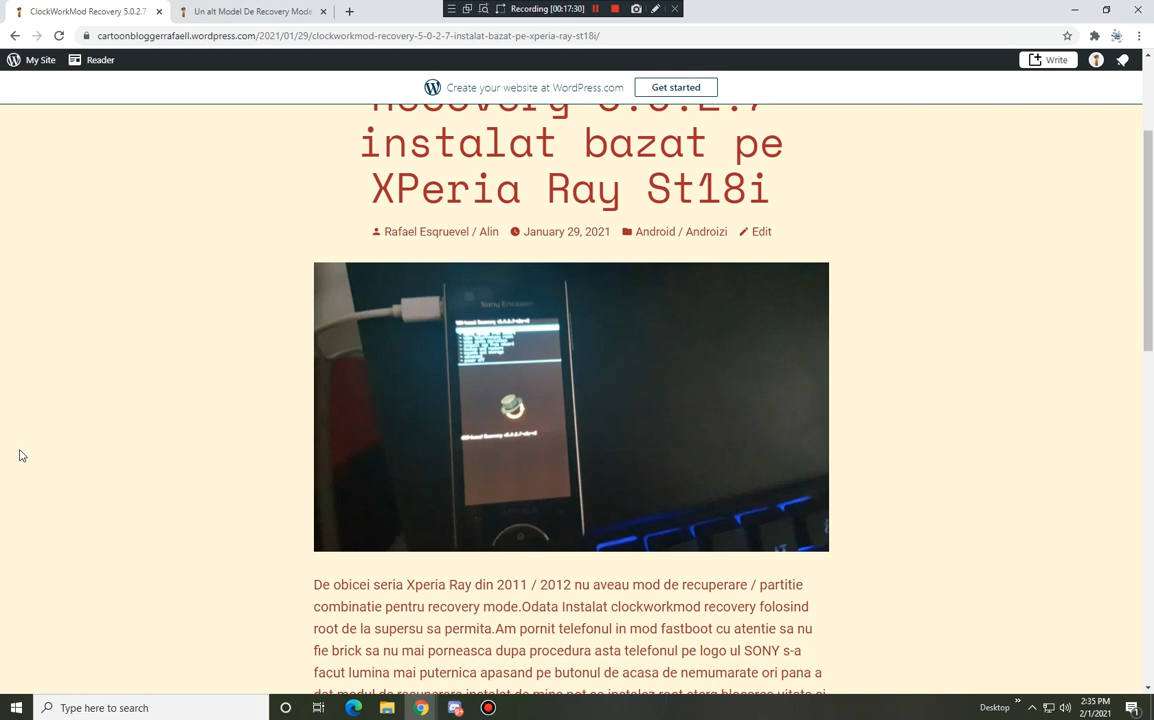 ClockWorkMod Recovery 5.0.2.7
Un alt Model De Recovery Mode
Recording [00:17:30]
cartoonbloggerrafaell.wordpress.com/2021/01/29/clockworkmod-recovery-5-0-2-7-instalat-bazat-pe-xperia-ray-st18i/
My Site
Reader
Write
Create your website at WordPress.com
Get started
Recovery 5.0.2.7
instalat bazat pe
XPeria Ray St18i
Rafael Esqruevel / Alin
January 29, 2021
Android / Androizi
Edit
Sony Ericsson
De obicei seria Xperia Ray din 2011 / 2012 nu aveau mod de recuperare / partitie
combinatie pentru recovery mode.Odata Instalat clockworkmod recovery folosind
root de la supersu sa permita.Am pornit telefonul in mod fastboot cu atentie sa nu
fie brick sa nu mai porneasca dupa procedura asta telefonul pe logo ul SONY s-a
facut lumina mai puternica apasand pe butonul de acasa de nemumarate ori pana a
Type here to search
Desktop
2:35 PM
2/1/2021